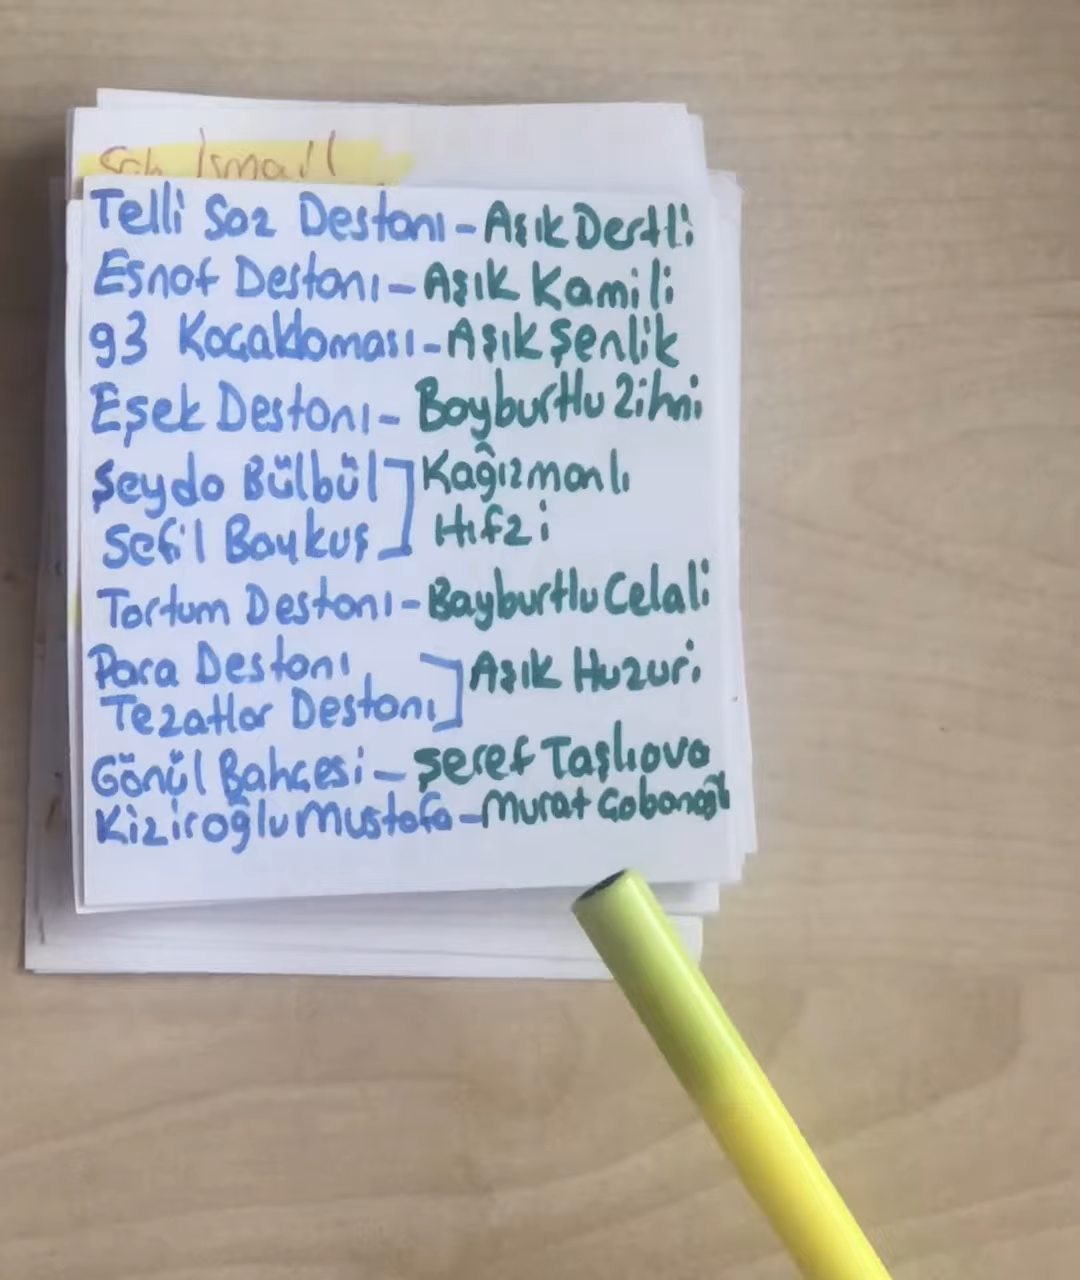 Şah İsmail
Telli Saz Destanı - Aşık Dertli
Esnaf Destanı - Aşık Kamili
93 Koçaklaması - Aşık Şenlik
Eşek Destanı - Bayburtlu Zihni
Şeyda Bülbül ] Kağızmanlı
Sefil Baykuş ] Hıfzi
Tortum Destanı - Bayburtlu Celali
Para Destanı ] Aşık Huzuri
Tezatlar Destanı ]
Gönül Bahçesi - Şeref Taşlıova
Kiziroğlu Mustafa - Murat Çobanoğlu